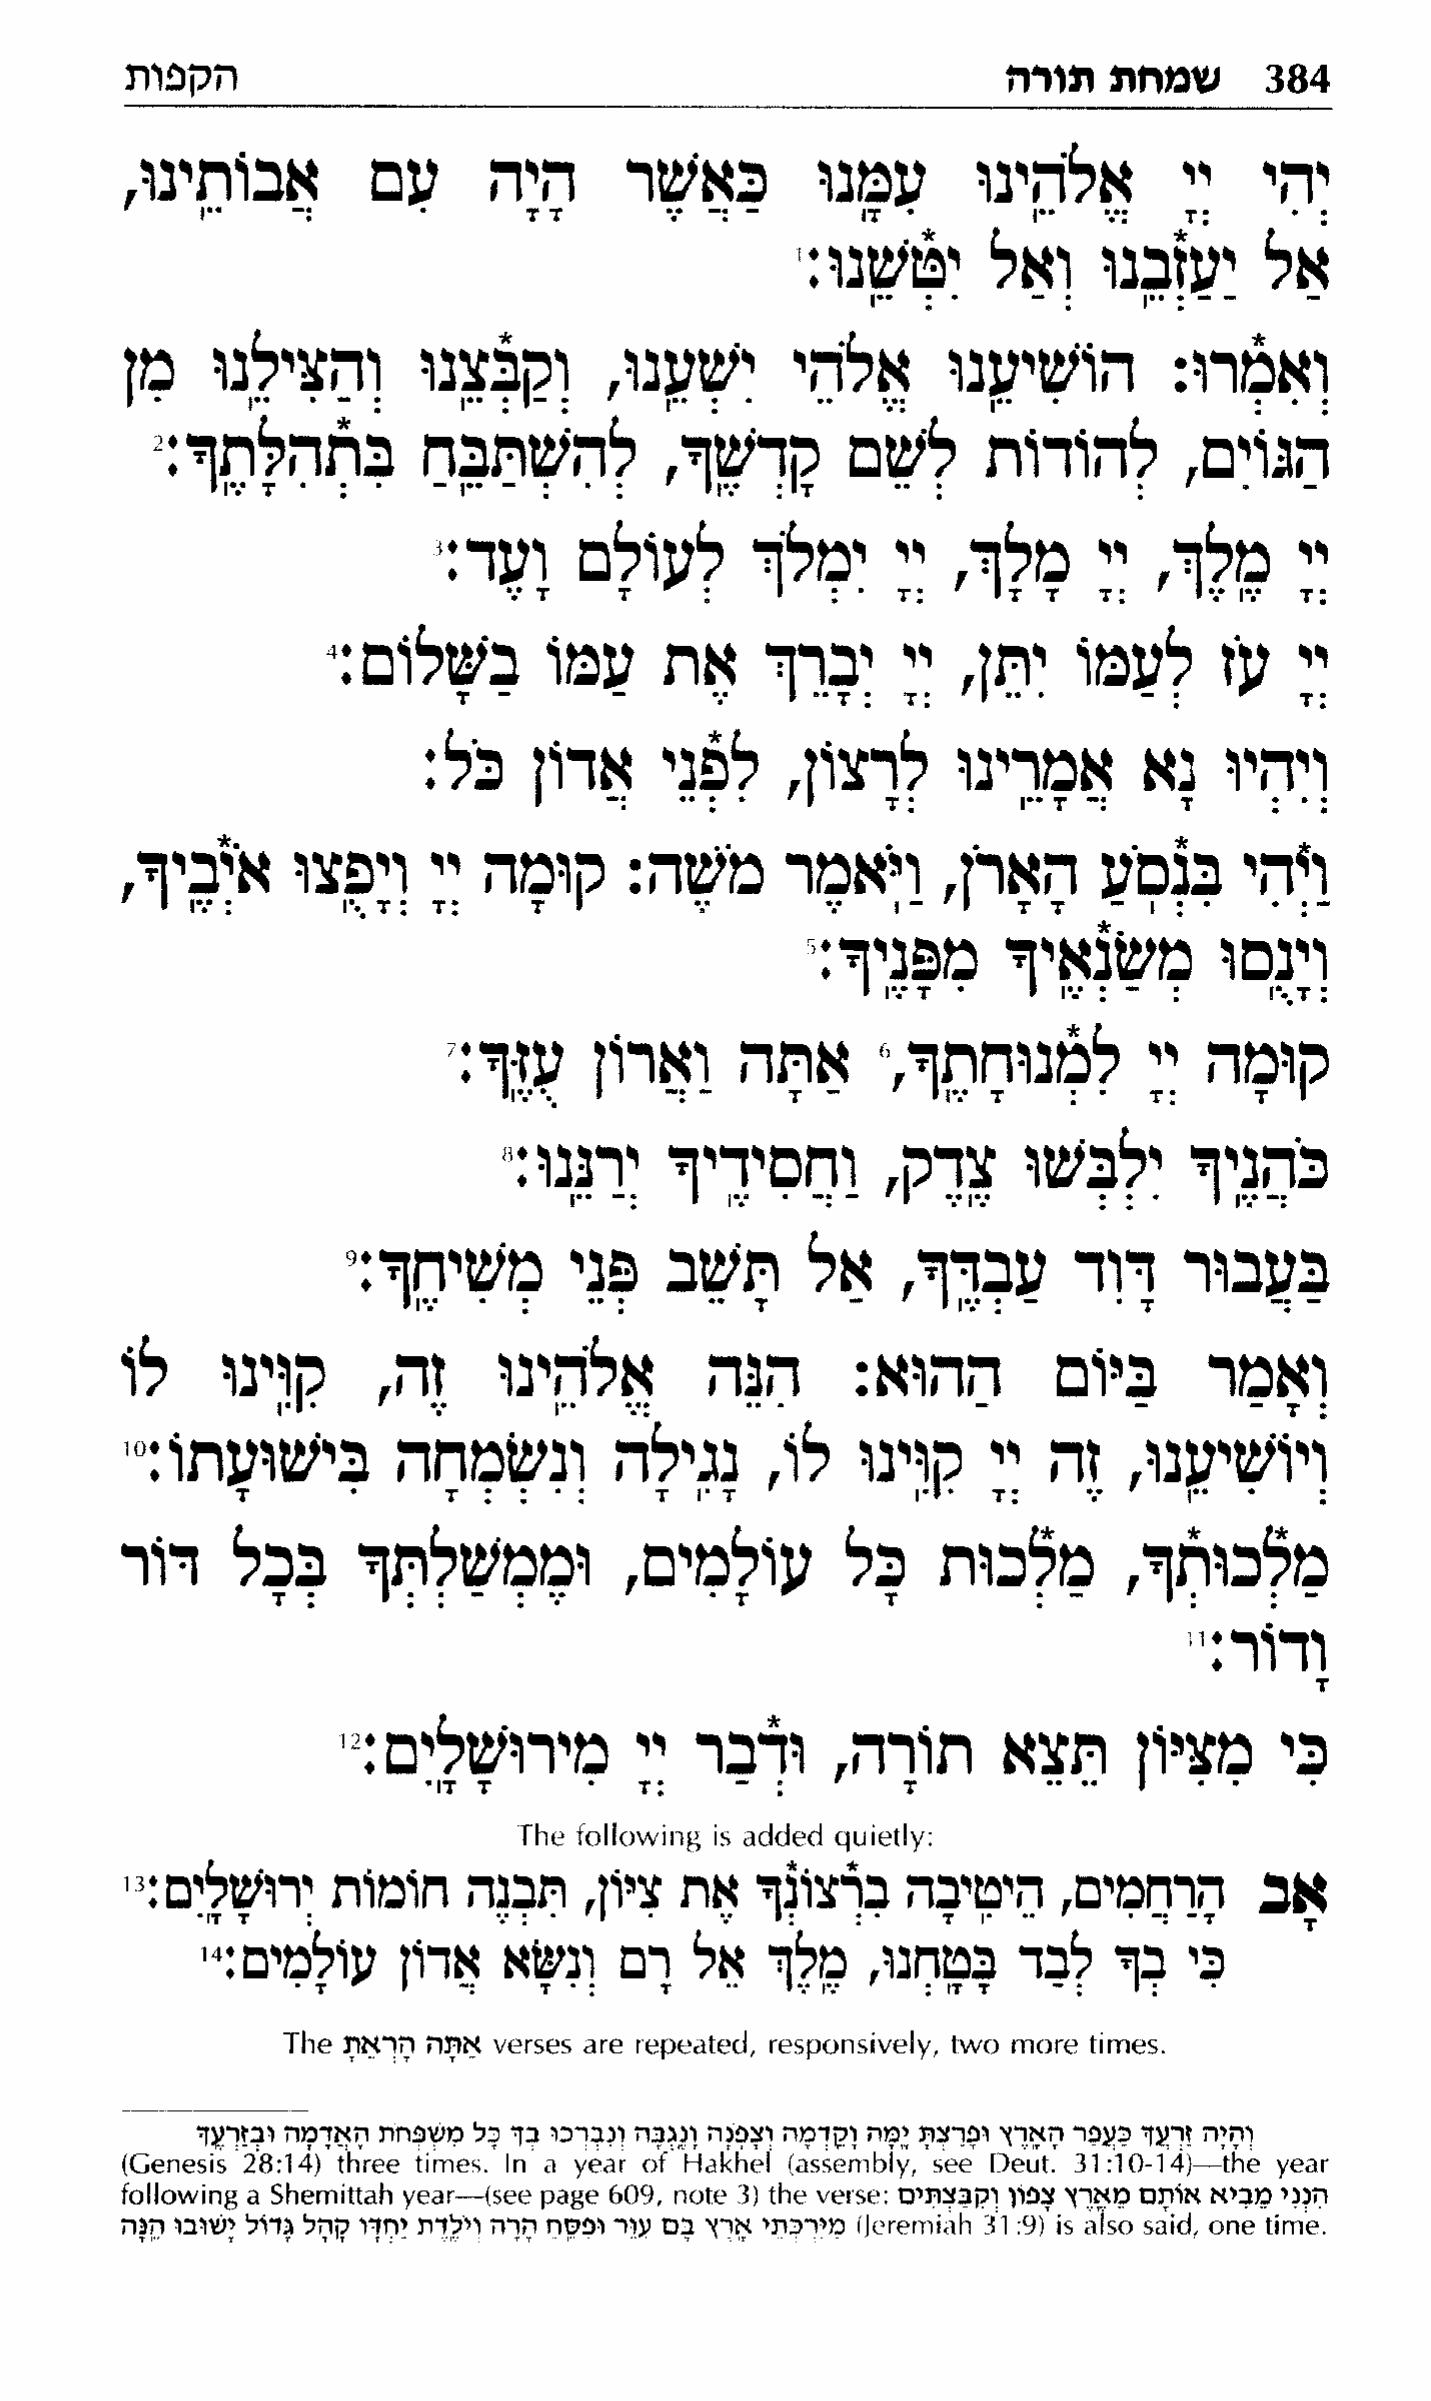 384 שמחת תורה הקפות
יְהִי יְיָ אֱלֹהֵֽינוּ עִמָּֽנוּ כַּאֲשֶׁר הָיָה עִם אֲבוֹתֵֽינוּ,
אַל יַעַזְ֯בֵֽנוּ וְאַל יִטְּ֯שֵֽׁנוּ׃1
וְאִמְ֯רוּ׃ הוֹשִׁיעֵֽנוּ אֱלֹהֵי יִשְׁעֵֽנוּ, וְקַבְּ֯צֵֽנוּ וְהַצִּילֵֽנוּ מִן
הַגּוֹיִם, לְהוֹדוֹת לְשֵׁם קָדְשֶֽׁךָ, לְהִשְׁתַּבֵּֽחַ בִּתְ֯הִלָּתֶֽךָ׃2
יְיָ מֶֽלֶךְ, יְיָ מָלָךְ, יְיָ יִמְלֹךְ לְעוֹלָם וָעֶד׃3
יְיָ עֹז לְעַמּוֹ יִתֵּן, יְיָ יְבָרֵךְ אֶת עַמּוֹ בַשָּׁלוֹם׃4
וְיִהְיוּ נָא אֲמָרֵֽינוּ לְרָצוֹן, לִפְ֯נֵי אֲדוֹן כֹּל׃
וַיְ֯הִי בִּנְ֯סֹֽעַ הָאָרֹן, וַיֹּֽאמֶר מֹשֶׁה׃ קוּמָה יְיָ וְיָפֻֽצוּ אֹיְ֯בֶֽיךָ,
וְיָנֻֽסוּ מְשַׂנְ֯אֶֽיךָ מִפָּנֶֽיךָ׃5
קוּמָה יְיָ לִמְ֯נוּחָתֶֽךָ,6 אַתָּה וַאֲרוֹן עֻזֶּֽךָ׃7
כֹּהֲנֶֽיךָ יִלְבְּשׁוּ צֶֽדֶק, וַחֲסִידֶֽיךָ יְרַנֵּֽנוּ׃8
בַּעֲבוּר דָּוִד עַבְדֶּֽךָ, אַל תָּשֵׁב פְּנֵי מְשִׁיחֶֽךָ׃9
וְאָמַר בַּיּוֹם הַהוּא׃ הִנֵּה אֱלֹהֵֽינוּ זֶה, קִוִּֽינוּ לוֹ
וְיוֹשִׁיעֵֽנוּ, זֶה יְיָ קִוִּֽינוּ לוֹ, נָגִֽילָה וְנִשְׂמְחָה בִּישׁוּעָתוֹ׃10
מַלְ֯כוּתְ֯ךָ, מַלְ֯כוּת כָּל עוֹלָמִים, וּמֶמְשַׁלְתְּךָ בְּכָל דּוֹר
וָדוֹר׃11
כִּי מִצִּיּוֹן תֵּצֵא תוֹרָה, וּדְ֯בַר יְיָ מִירוּשָׁלָֽיִם׃12
The following is added quietly:
אָב הָרַחֲמִים, הֵיטִֽיבָה בִרְ֯צוֹנְ֯ךָ אֶת צִיּוֹן, תִּבְנֶה חוֹמוֹת יְרוּשָׁלָֽיִם׃13
כִּי בְךָ לְבַד בָּטָֽחְנוּ, מֶֽלֶךְ אֵל רָם וְנִשָּׂא אֲדוֹן עוֹלָמִים׃14
The אַתָּה הָרְאֵתָ verses are repeated, responsively, two more times.
וְהָיָה זַרְעֲךָ כַּעֲפַר הָאָֽרֶץ וּפָרַצְתָּ יָֽמָּה וָקֵֽדְמָה וְצָפֹֽנָה וָנֶֽגְבָּה וְנִבְרְכוּ בְךָ כָּל מִשְׁפְּחֹת הָאֲדָמָה וּבְזַרְעֶֽךָ
(Genesis 28:14) three times. In a year of Hakhel (assembly, see Deut. 31:10-14)—the year
following a Shemittah year—(see page 609, note 3) the verse: הִנְנִי מֵבִיא אוֹתָם מֵאֶֽרֶץ צָפוֹן וְקִבַּצְתִּים
מִיַּרְכְּתֵי אָֽרֶץ בָּם עִוֵּר וּפִסֵּֽחַ הָרָה וְיֹלֶֽדֶת יַחְדָּו קָהָל גָּדוֹל יָשׁוּבוּ הֵֽנָּה (Jeremiah 31:9) is also said, one time.